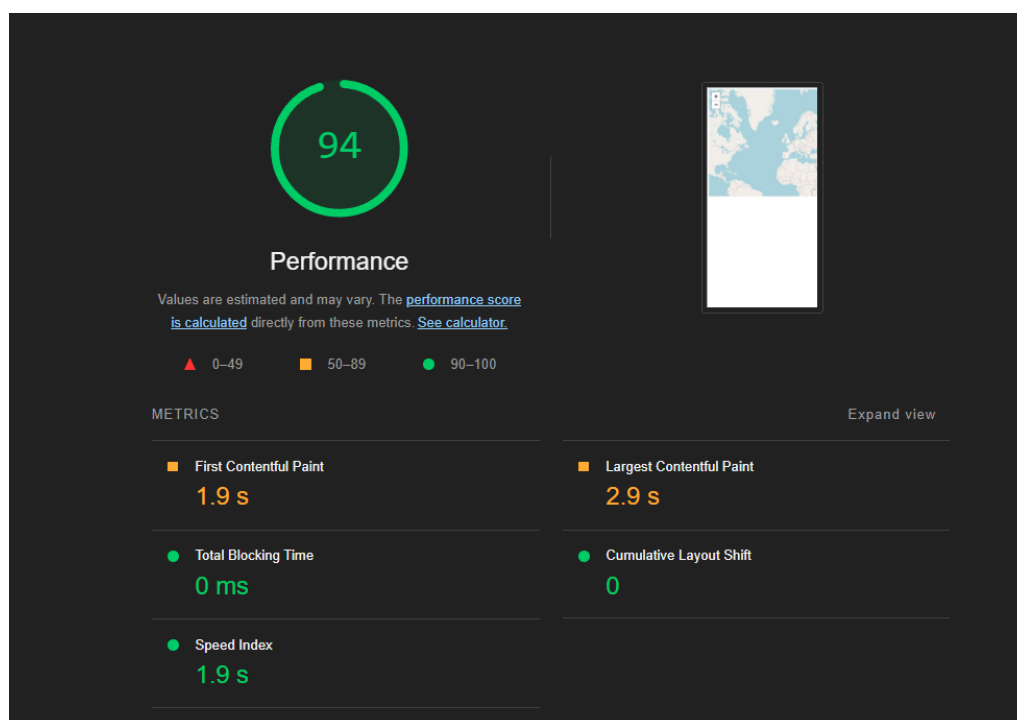 94
Performance
Values are estimated and may vary. The performance score
is calculated directly from these metrics. See calculator.
0–49
50–89
90–100
METRICS
Expand view
First Contentful Paint
1.9 s
Largest Contentful Paint
2.9 s
Total Blocking Time
0 ms
Cumulative Layout Shift
0
Speed Index
1.9 s